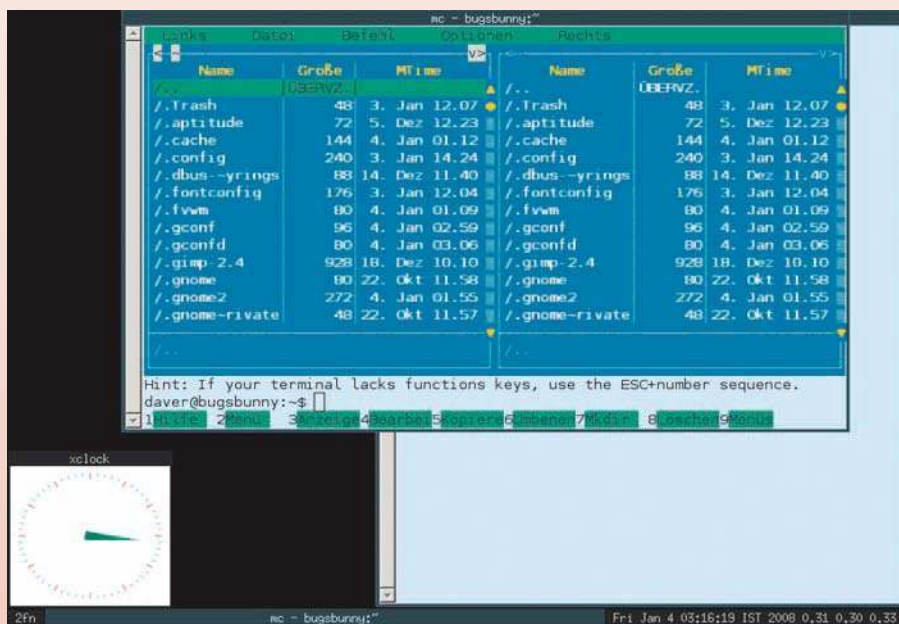 mc - bugsbunny:~
Links Datei Befehl Optionen Rechts
<-~ v> <-~ v>
Name Größe MTime Name Größe MTime
/.. ÜBERVZ. /.. ÜBERVZ.
/.Trash 48 3. Jan 12.07 /.Trash 48 3. Jan 12.07
/.aptitude 72 5. Dez 12.23 /.aptitude 72 5. Dez 12.23
/.cache 144 4. Jan 01.12 /.cache 144 4. Jan 01.12
/.config 240 3. Jan 14.24 /.config 240 3. Jan 14.24
/.dbus-~yrings 88 14. Dez 11.40 /.dbus-~yrings 88 14. Dez 11.40
/.fontconfig 176 3. Jan 12.04 /.fontconfig 176 3. Jan 12.04
/.fvwm 80 4. Jan 01.09 /.fvwm 80 4. Jan 01.09
/.gconf 96 4. Jan 02.59 /.gconf 96 4. Jan 02.59
/.gconfd 80 4. Jan 03.06 /.gconfd 80 4. Jan 03.06
/.gimp-2.4 928 18. Dez 10.10 /.gimp-2.4 928 18. Dez 10.10
/.gnome 80 22. Okt 11.58 /.gnome 80 22. Okt 11.58
/.gnome2 272 4. Jan 01.55 /.gnome2 272 4. Jan 01.55
/.gnome~rivate 48 22. Okt 11.57 /.gnome~rivate 48 22. Okt 11.57
/.. /..
Hint: If your terminal lacks functions keys, use the ESC+number sequence.
daver@bugsbunny:~$
1Hilfe 2Menü 3Anzeige4Bearbei5Kopiere6Umbenen7Mkdir 8Löschen9Menüs
xclock
2fn mc - bugsbunny:~ Fri Jan 4 03:16:19 IST 2008 0.31 0.30 0.33